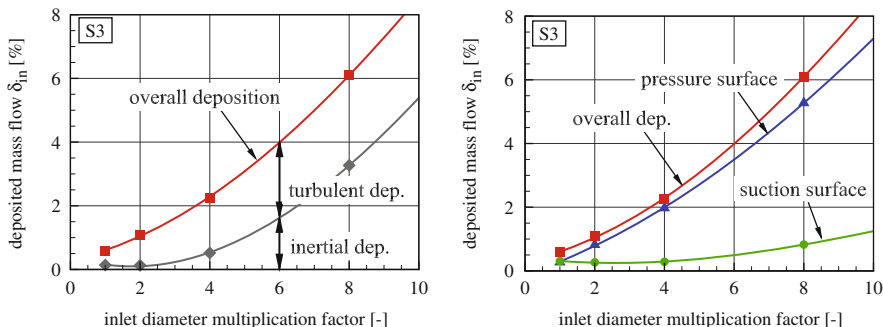 S3
8
6
4
2
0
deposited mass flow δin [%]
overall deposition
turbulent dep.
inertial dep.
0 2 4 6 8 10
inlet diameter multiplication factor [-]
S3
8
6
4
2
0
deposited mass flow δin [%]
pressure surface
overall dep.
suction surface
0 2 4 6 8 10
inlet diameter multiplication factor [-]